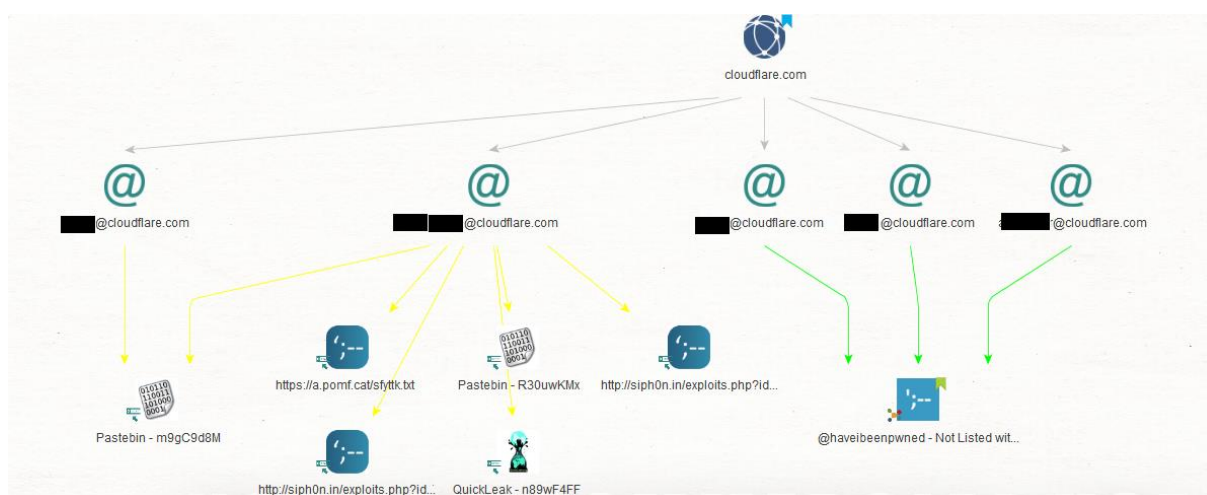 cloudflare.com
@cloudflare.com
@cloudflare.com
@cloudflare.com
@cloudflare.com
@cloudflare.com
https://a.pomf.cat/sfyttk.txt
Pastebin - R30uwKMx
http://siph0n.in/exploits.php?id...
Pastebin - m9gC9d8M
@haveibeenpwned - Not Listed wit...
http://siph0n.in/exploits.php?id...
QuickLeak - n89wF4FF